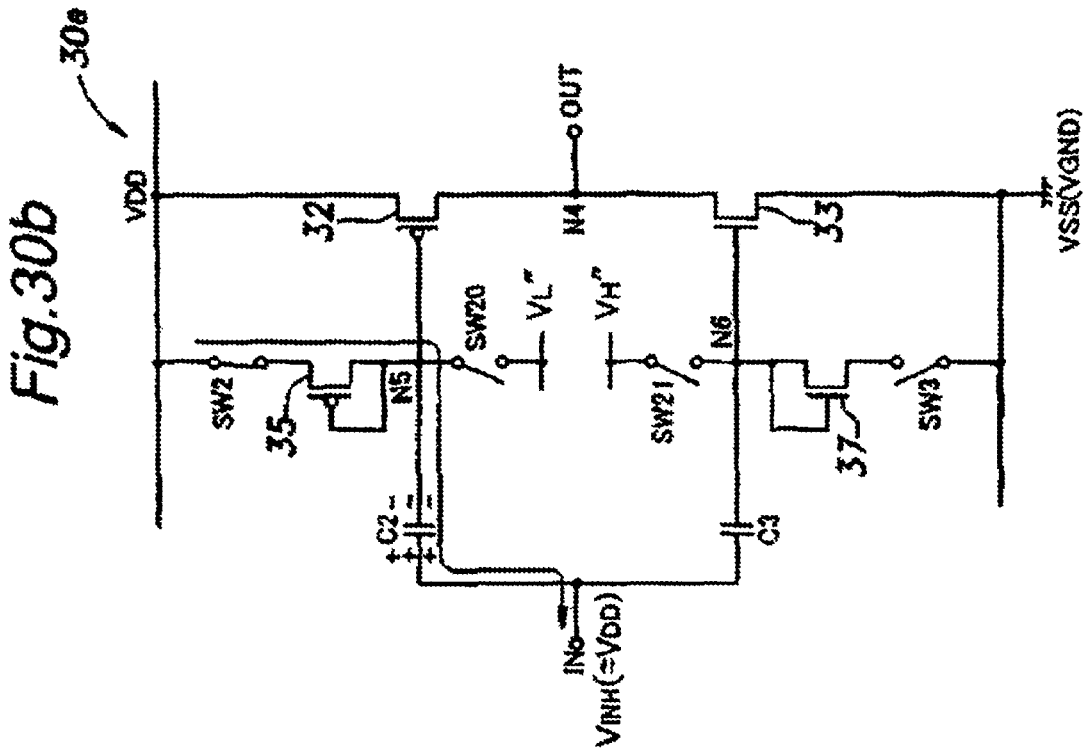 Fig.30b
30a
VDD
SW2
35
32
N5
SW20
VL"
N4
OUT
VH"
SW21
N6
33
37
SW3
C2
+ + +
- - -
C3
IN
VINH(=VDD)
VSS(VGND)